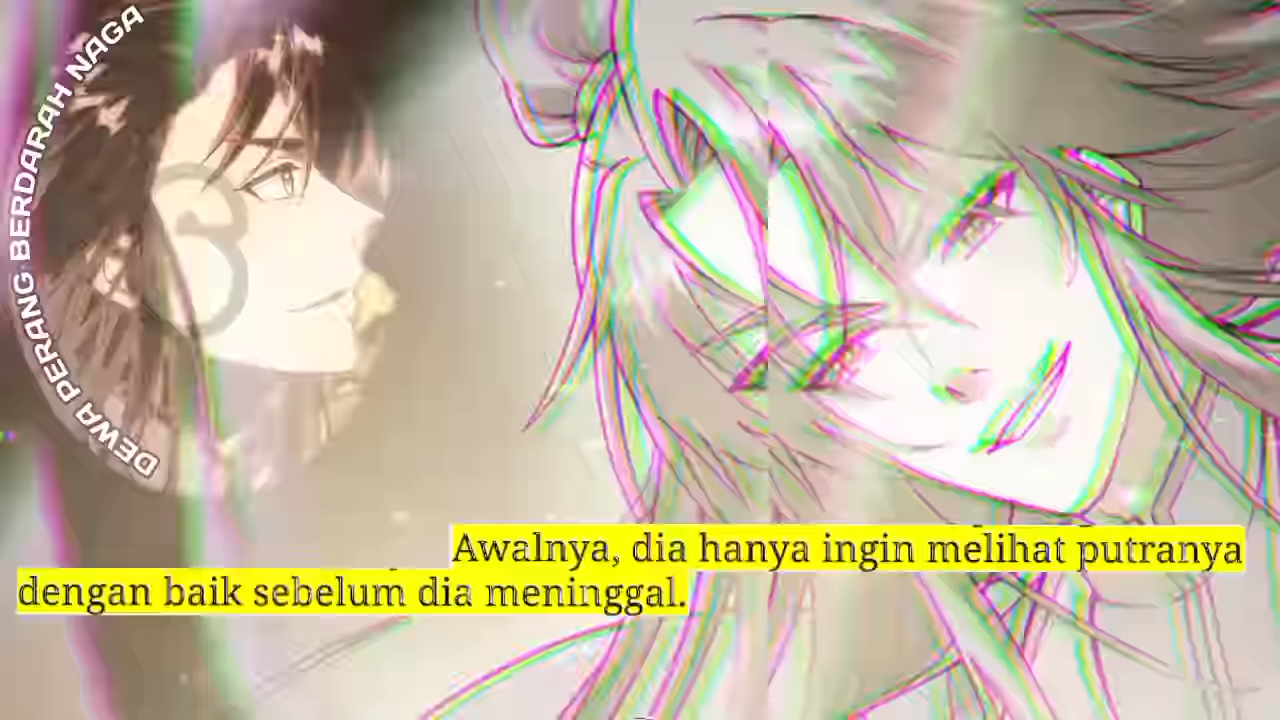 DEWA PERANG BERDARAH NAGA
Awalnya, dia hanya ingin melihat putranya
dengan baik sebelum dia meninggal.